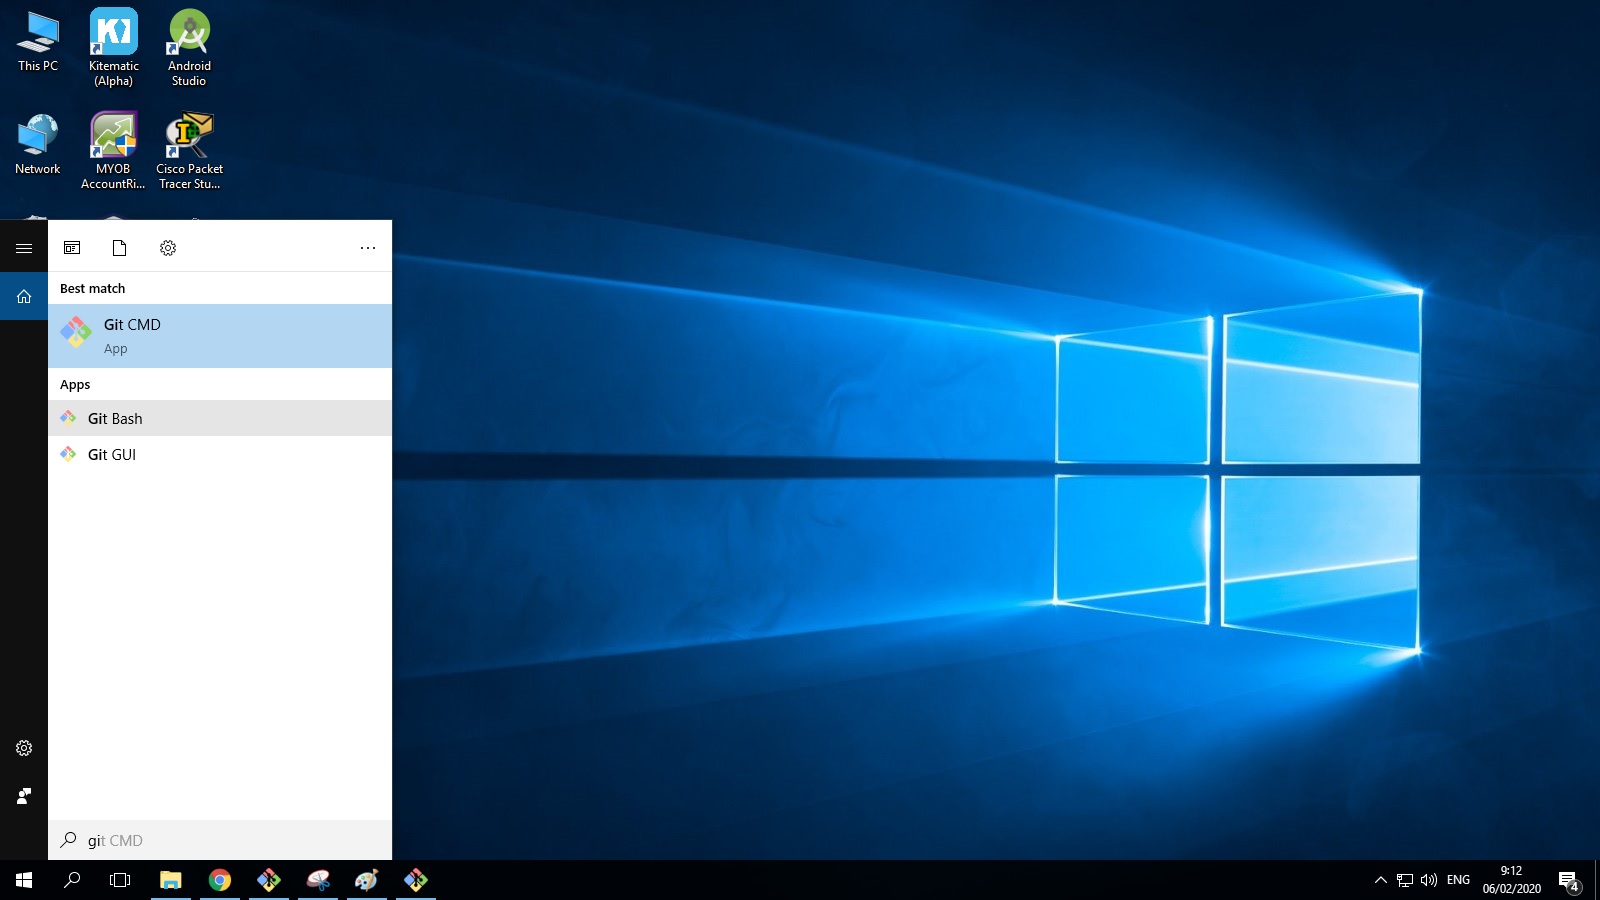 This PC
Kitematic
(Alpha)
Android
Studio
Network
MYOB
AccountRi...
Cisco Packet
Tracer Stu...
Best match
Git CMD
App
Apps
Git Bash
Git GUI
git CMD
ENG
9:12
06/02/2020
4